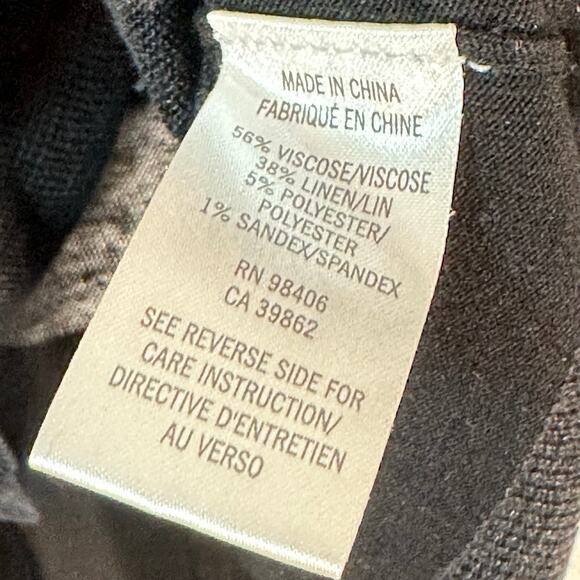 MADE IN CHINA
FABRIQUÉ EN CHINE
56% VISCOSE/VISCOSE
38% LINEN/LIN
5% POLYESTER/
POLYESTER
1% SANDEX/SPANDEX
RN 98406
CA 39862
SEE REVERSE SIDE FOR
CARE INSTRUCTION/
DIRECTIVE D'ENTRETIEN
AU VERSO